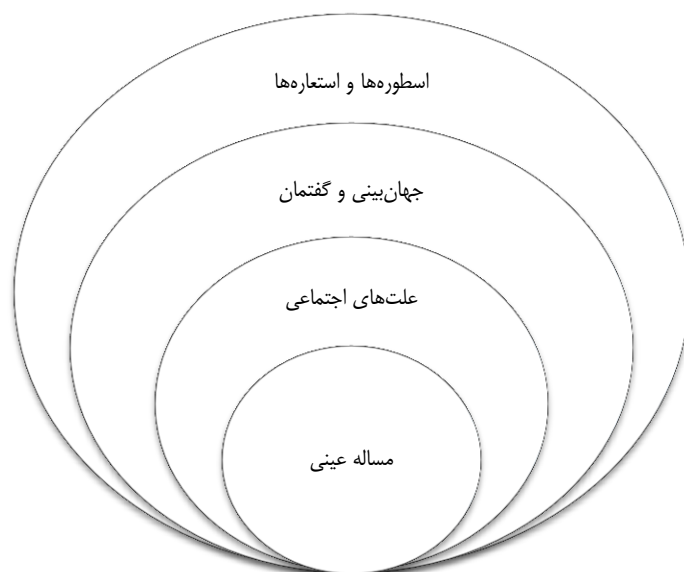 اسطوره‌ها و استعاره‌ها
جهان‌بینی و گفتمان
علت‌های اجتماعی
مساله عینی